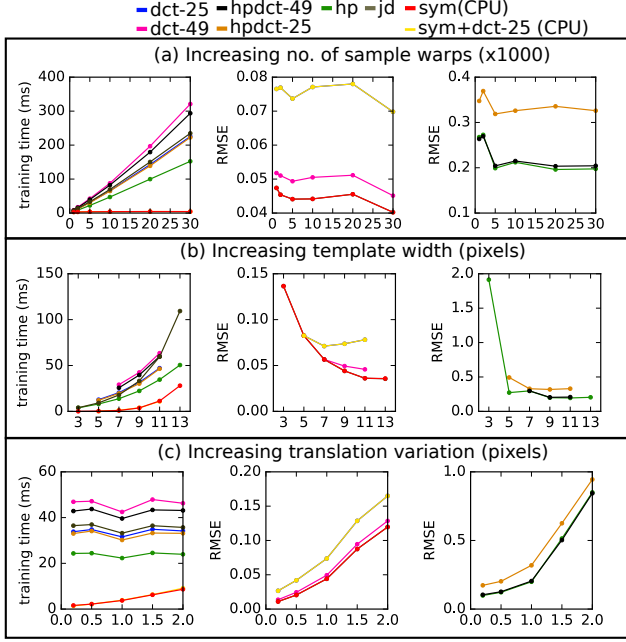 dct-25 hpdct-49 hp jd sym(CPU)
dct-49 hpdct-25 sym+dct-25 (CPU)
(a) Increasing no. of sample warps (x1000)
training time (ms)
400
300
200
100
0
0 5 10 15 20 25 30
RMSE
0.08
0.07
0.06
0.05
0.04
0 5 10 15 20 25 30
RMSE
0.4
0.3
0.2
0.1
0 5 10 15 20 25 30
(b) Increasing template width (pixels)
training time (ms)
150
100
50
0
3 5 7 9 11 13
RMSE
0.15
0.10
0.05
0.00
3 5 7 9 11 13
RMSE
2.0
1.5
1.0
0.5
0.0
3 5 7 9 11 13
(c) Increasing translation variation (pixels)
training time (ms)
60
40
20
0
0.0 0.5 1.0 1.5 2.0
RMSE
0.20
0.15
0.10
0.05
0.00
0.0 0.5 1.0 1.5 2.0
RMSE
1.0
0.5
0.0
0.0 0.5 1.0 1.5 2.0